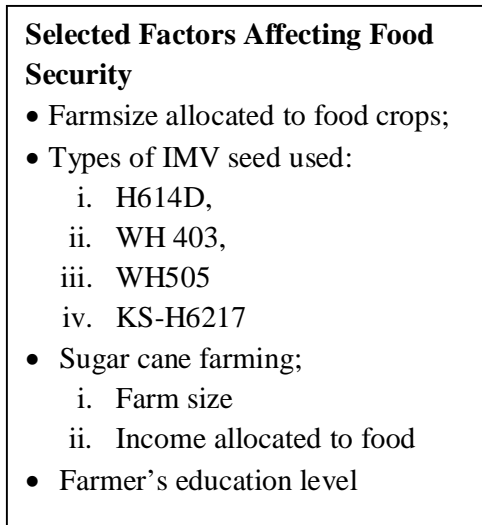 Selected Factors Affecting Food
Security
• Farmsize allocated to food crops;
• Types of IMV seed used:
i. H614D,
ii. WH 403,
iii. WH505
iv. KS-H6217
• Sugar cane farming;
i. Farm size
ii. Income allocated to food
• Farmer's education level